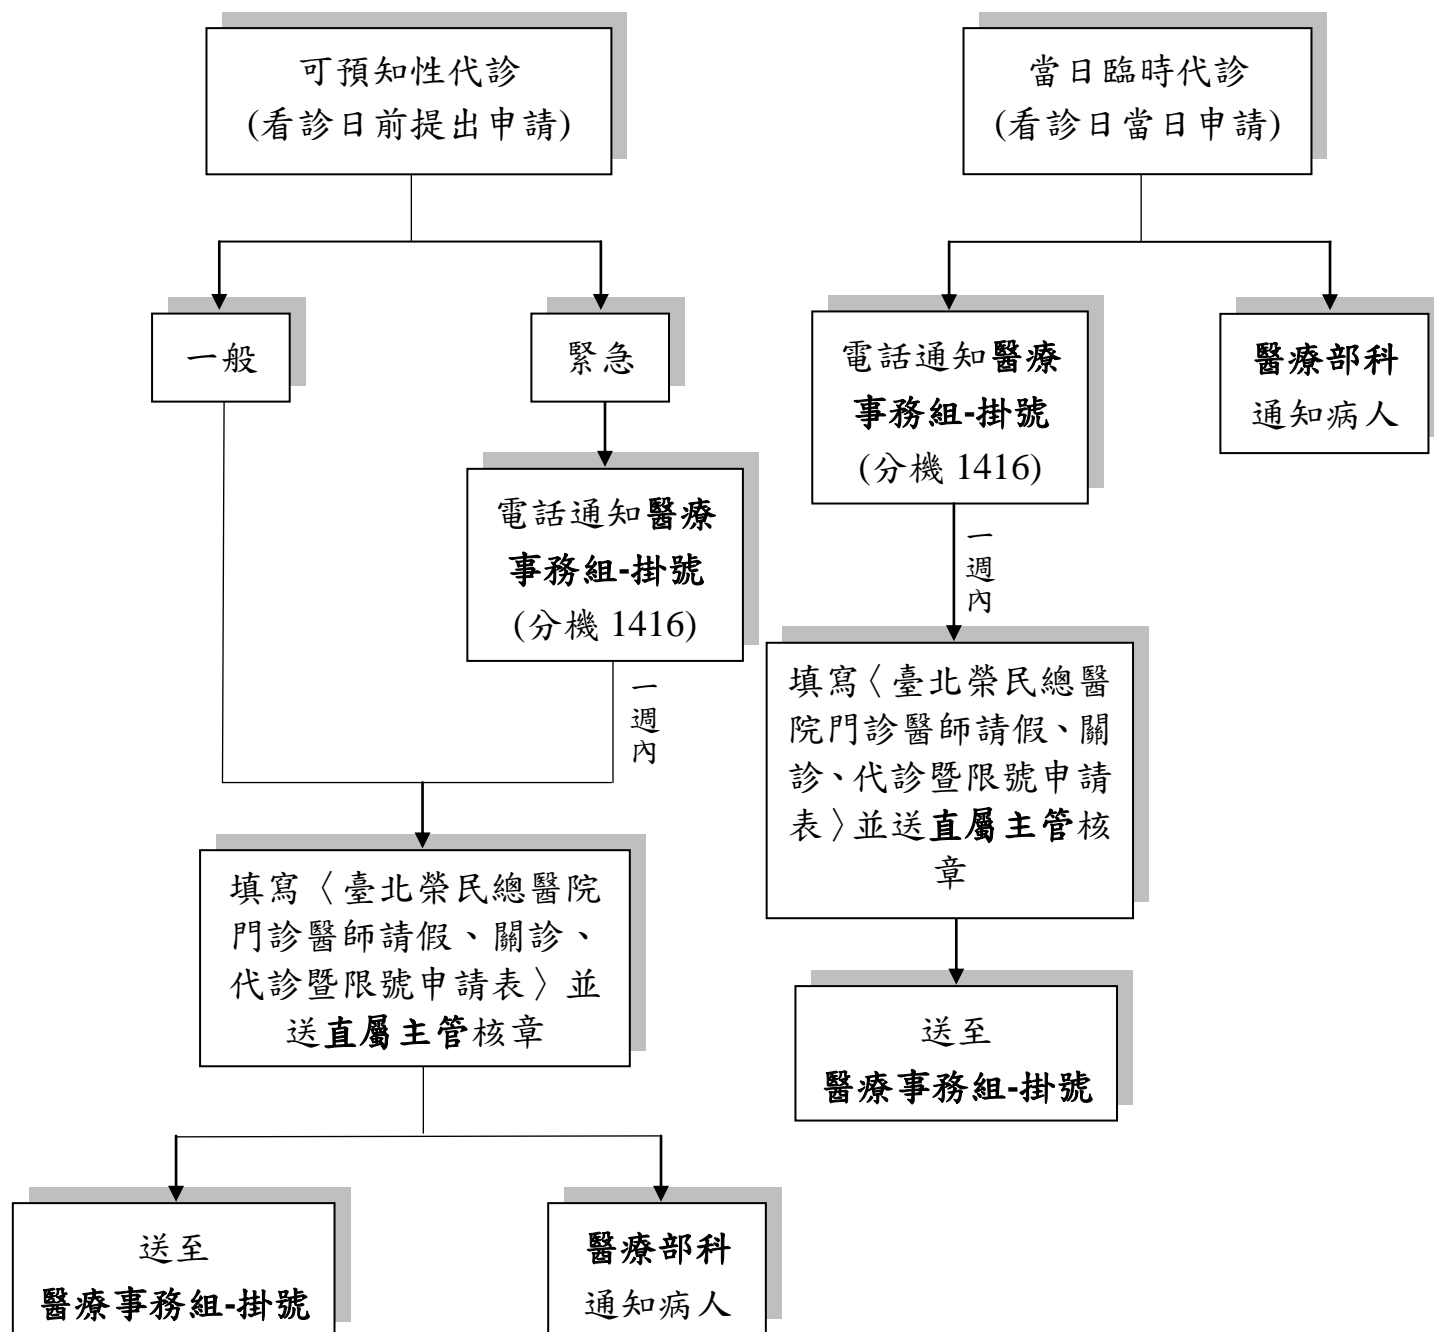 可預知性代診
(看診日前提出申請)
一般
緊急
電話通知醫療
事務組-掛號
(分機 1416)
一週內
填寫〈臺北榮民總醫院
門診醫師請假、關診、
代診暨限號申請表〉並
送直屬主管核章
送至
醫療事務組-掛號
醫療部科
通知病人
當日臨時代診
(看診日當日申請)
電話通知醫療
事務組-掛號
(分機 1416)
醫療部科
通知病人
一週內
填寫〈臺北榮民總醫
院門診醫師請假、關
診、代診暨限號申請
表〉並送直屬主管核
章
送至
醫療事務組-掛號